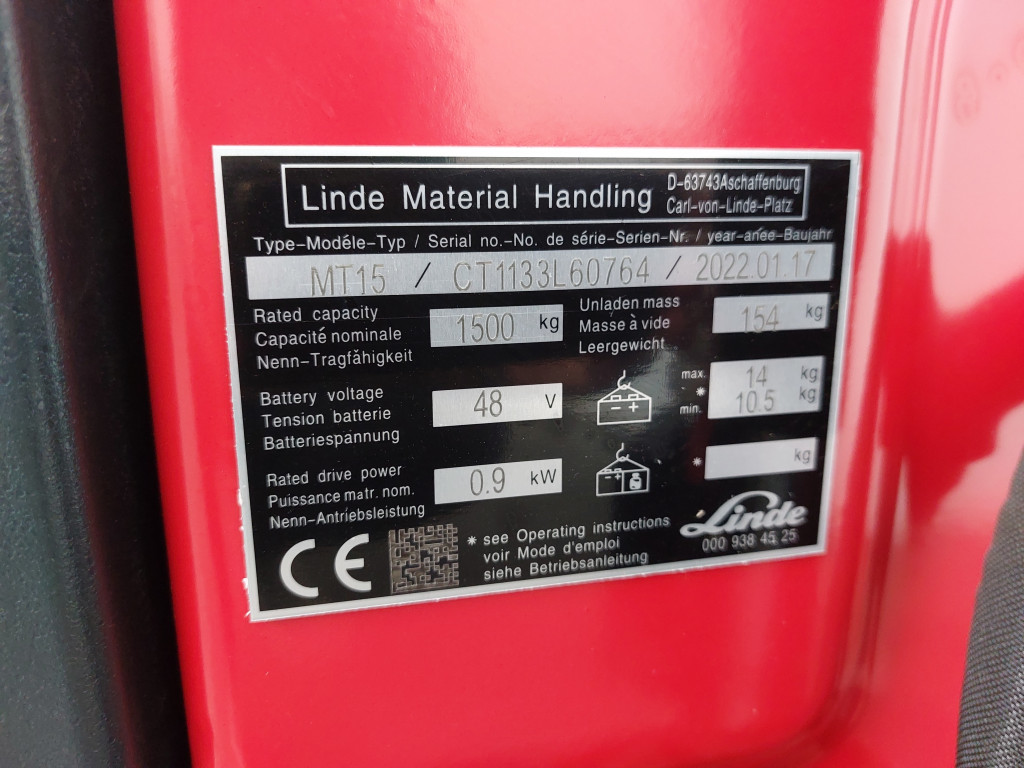 Linde Material Handling
D-63743Aschaffenburg
Carl-von-Linde-Platz
Type-Modéle-Typ / Serial no.-No. de série-Serien-Nr. / year-anée-Baujahr
MT15 / CT1133L60764 / 2022.01.17
Rated capacity
Capacité nominale
Nenn-Tragfähigkeit
1500 kg
Unladen mass
Masse à vide
Leergewicht
154 kg
Battery voltage
Tension batterie
Batteriespännung
48 V
- +
max. 14 kg
*
min. 10.5 kg
Rated drive power
Puissance matr. nom.
Nenn-Antriebsleistung
0.9 kW
- +
* kg
CE
* see Operating instructions
voir Mode d'emploi
siehe Betriebsanleitung
Linde
000 938 45 25